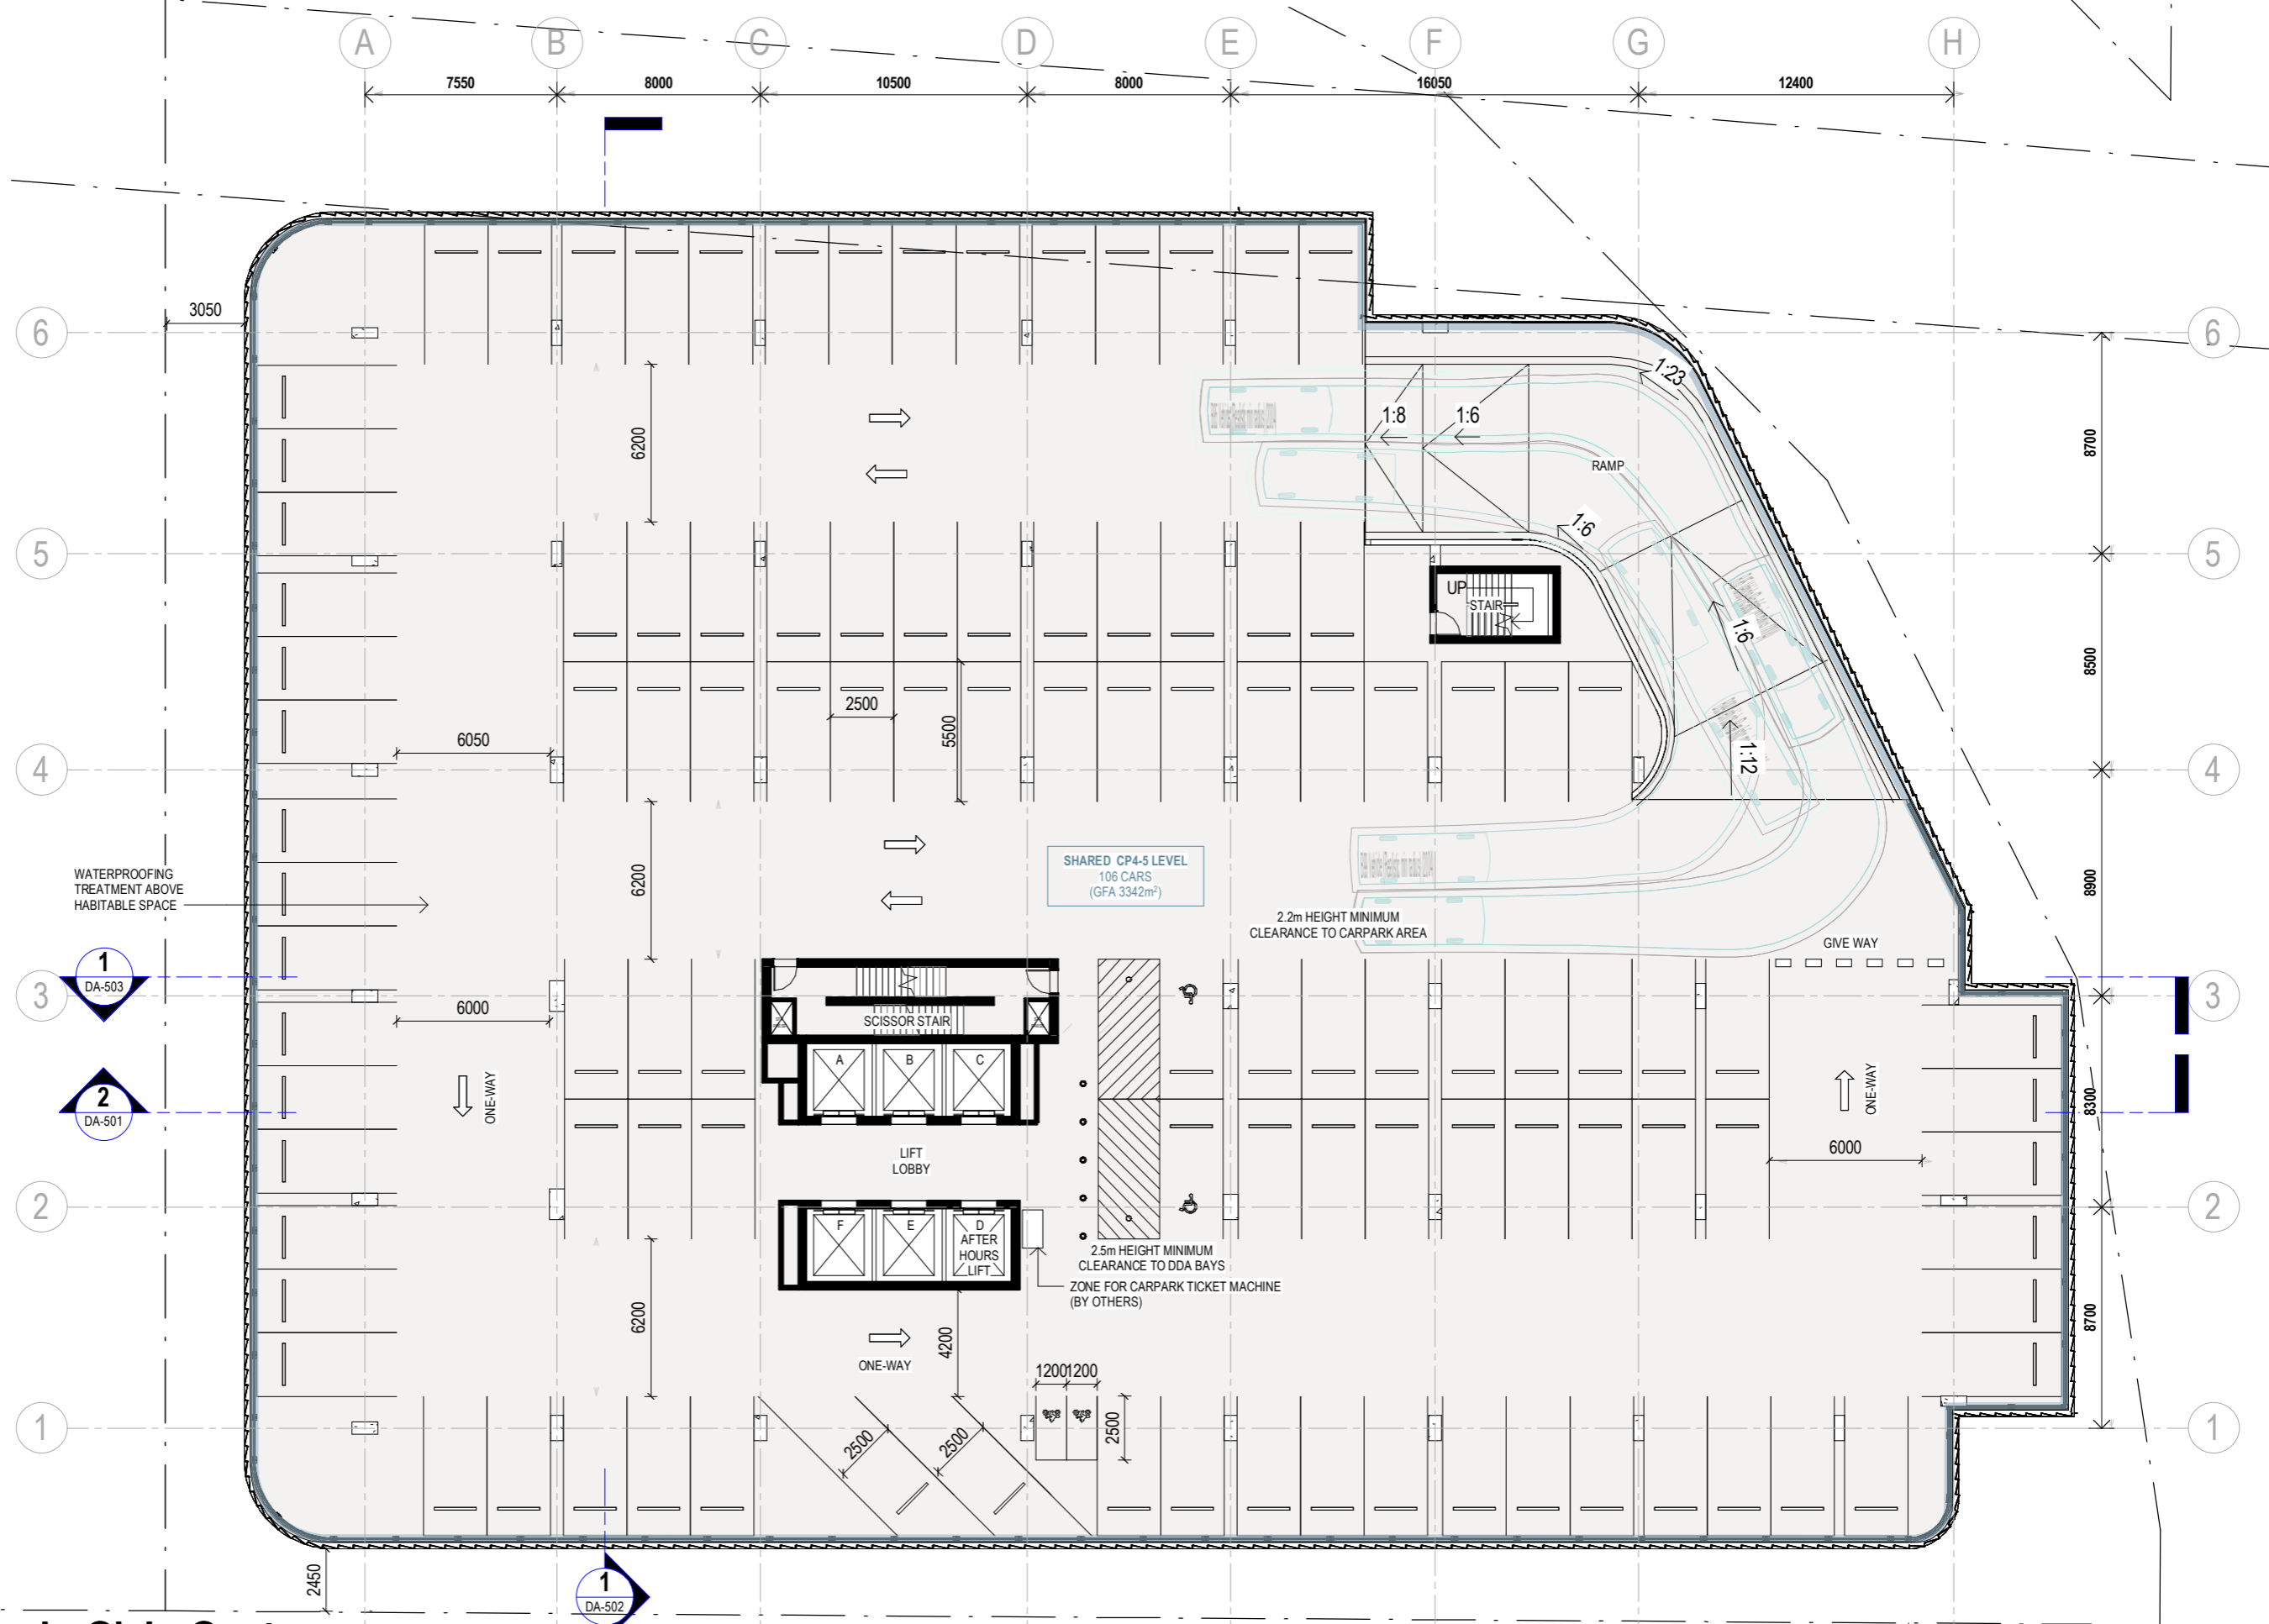 A B C D E F G H
7550 8000 10500 8000 16050 12400
3050
6 6
1:23
1:8 1:6
6200
8700
RAMP
1:6
5 5
UP
STAIR
1:6
8500
2500
5500
6050
1:12
4 4
SHARED CP4-5 LEVEL
106 CARS
(GFA 3342m²)
6200
8900
WATERPROOFING
TREATMENT ABOVE
HABITABLE SPACE
2.2m HEIGHT MINIMUM
CLEARANCE TO CARPARK AREA
GIVE WAY
1
DA-503
3 3
6000
SCISSOR STAIR
A B C
ONE-WAY
ONE-WAY
8300
2
DA-501
LIFT
LOBBY
6000
2 2
F E D
AFTER
HOURS
LIFT
2.5m HEIGHT MINIMUM
CLEARANCE TO DDA BAYS
ZONE FOR CARPARK TICKET MACHINE
(BY OTHERS)
6200
4200
8700
ONE-WAY
1200 1200
2500 2500 2500
1 1
2450
1
DA-502